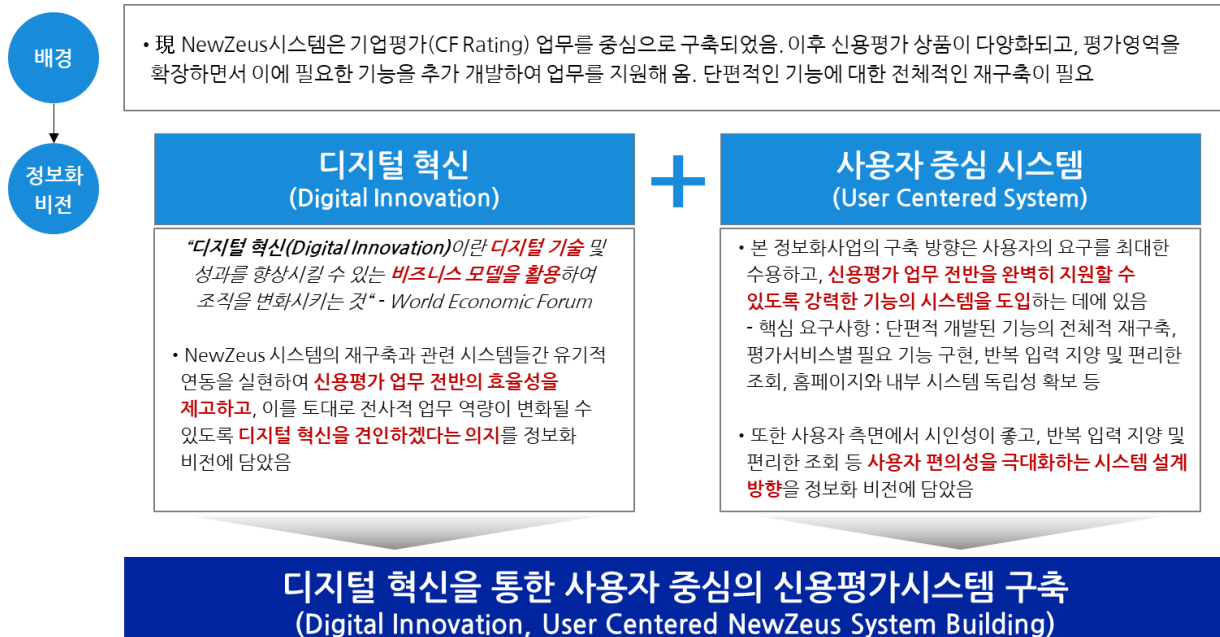 배경
• 現 NewZeus시스템은 기업평가(CF Rating) 업무를 중심으로 구축되었음. 이후 신용평가 상품이 다양화되고, 평가영역을
확장하면서 이에 필요한 기능을 추가 개발하여 업무를 지원해 옴. 단편적인 기능에 대한 전체적인 재구축이 필요
정보화
비전
디지털 혁신
(Digital Innovation)
"디지털 혁신(Digital Innovation)이란 디지털 기술 및
성과를 향상시킬 수 있는 비즈니스 모델을 활용하여
조직을 변화시키는 것" - World Economic Forum
• NewZeus 시스템의 재구축과 관련 시스템들간 유기적
연동을 실현하여 신용평가 업무 전반의 효율성을
제고하고, 이를 토대로 전사적 업무 역량이 변화될 수
있도록 디지털 혁신을 견인하겠다는 의지를 정보화
비전에 담았음
+
사용자 중심 시스템
(User Centered System)
• 본 정보화사업의 구축 방향은 사용자의 요구를 최대한
수용하고, 신용평가 업무 전반을 완벽히 지원할 수
있도록 강력한 기능의 시스템을 도입하는 데에 있음
- 핵심 요구사항 : 단편적 개발된 기능의 전체적 재구축,
평가서비스별 필요 기능 구현, 반복 입력 지양 및 편리한
조회, 홈페이지와 내부 시스템 독립성 확보 등
• 또한 사용자 측면에서 시인성이 좋고, 반복 입력 지양 및
편리한 조회 등 사용자 편의성을 극대화하는 시스템 설계
방향을 정보화 비전에 담았음
디지털 혁신을 통한 사용자 중심의 신용평가시스템 구축
(Digital Innovation, User Centered NewZeus System Building)